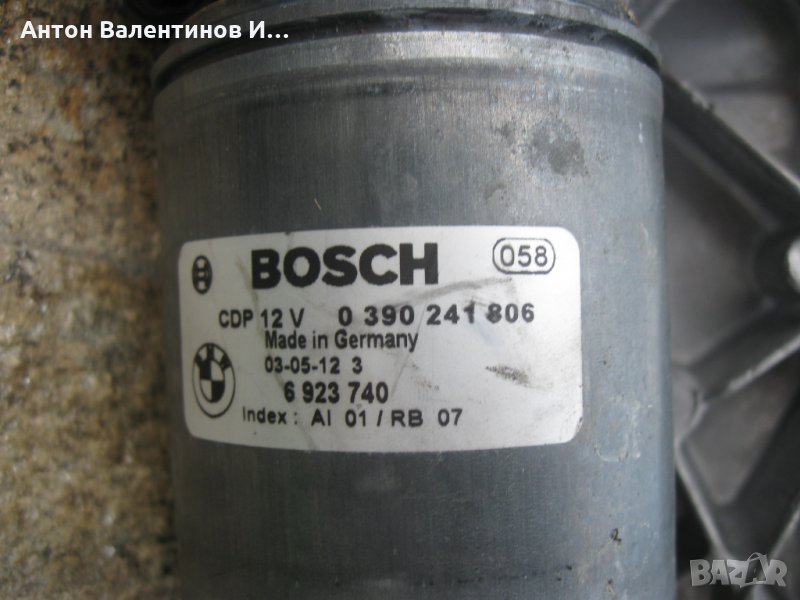 Антон Валентинов И...
BOSCH 058
CDP 12 V 0 390 241 806
Made in Germany
03-05-12 3
6 923 740
Index : AI 01 / RB 07
BAZAR